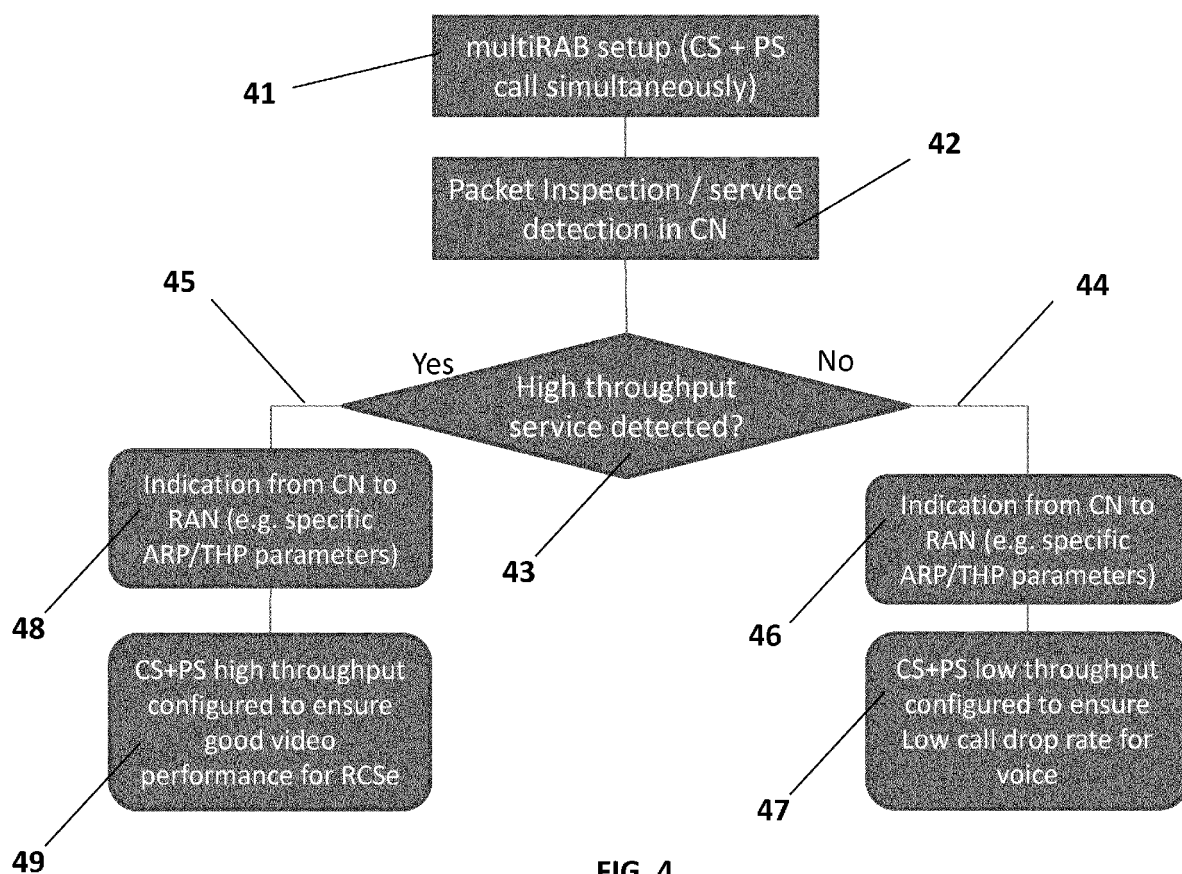 multiRAB setup (CS + PS
call simultaneously)
41
42
Packet Inspection / service
detection in CN
45
44
Yes
No
High throughput
service detected?
43
Indication from CN to
RAN (e.g. specific
ARP/THP parameters)
48
Indication from CN to
RAN (e.g. specific
ARP/THP parameters)
46
CS+PS high throughput
configured to ensure
good video
performance for RCSe
49
CS+PS low throughput
configured to ensure
Low call drop rate for
voice
47
FIG. 4